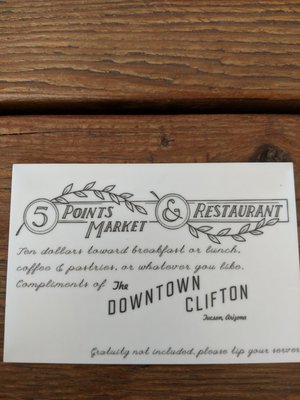 5 POINTS MARKET & RESTAURANT
Ten dollars toward breakfast or lunch,
coffee & pastries, or whatever you like.
Compliments of The
DOWNTOWN
CLIFTON
Tucson, Arizona
Gratuity not included, please tip your server